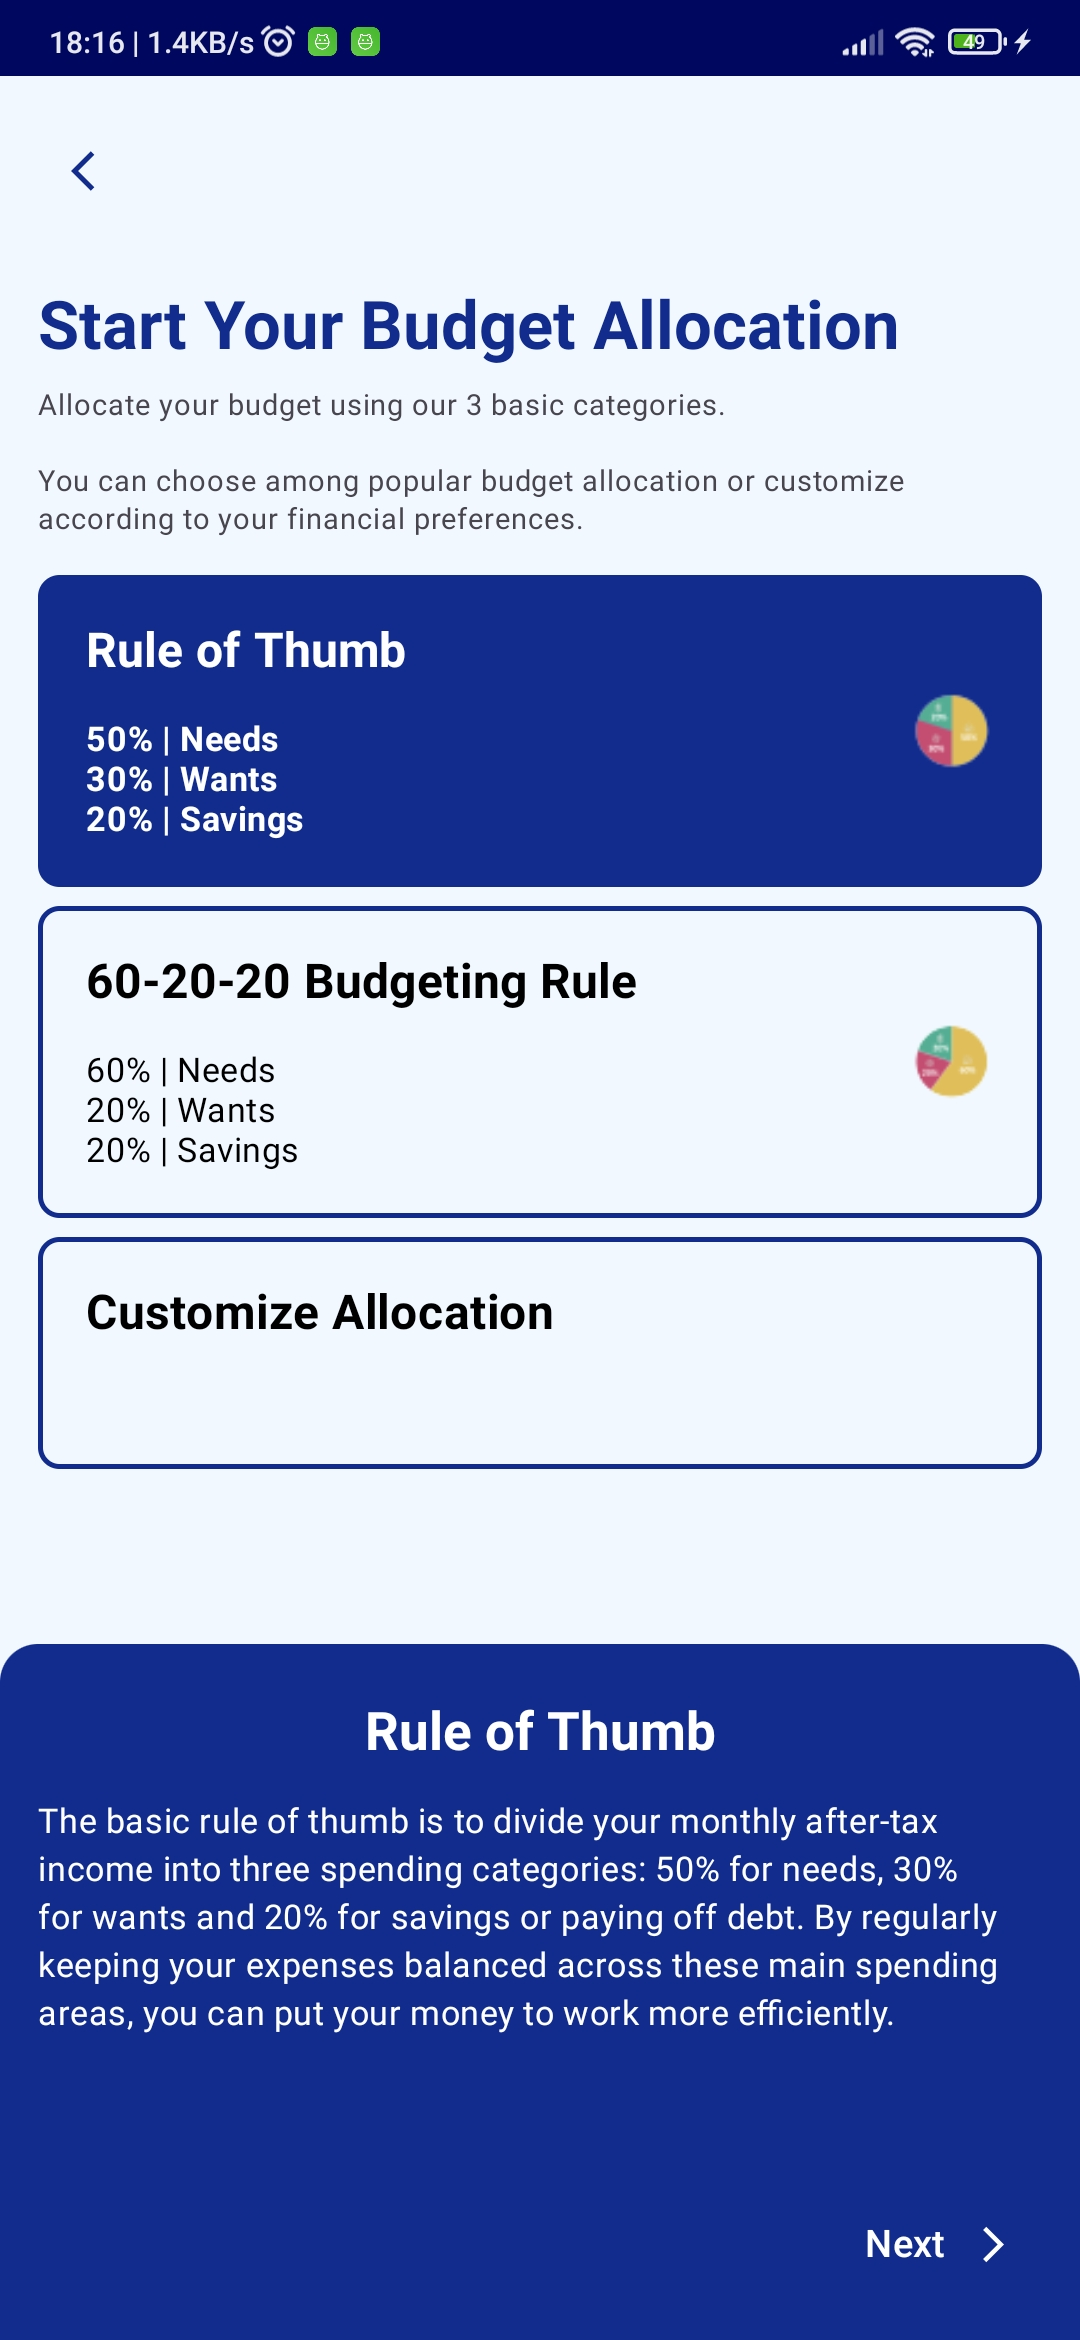 18:16 | 1.4KB/s
49
Start Your Budget Allocation
Allocate your budget using our 3 basic categories.
You can choose among popular budget allocation or customize
according to your financial preferences.
Rule of Thumb
50% | Needs
30% | Wants
20% | Savings
60-20-20 Budgeting Rule
60% | Needs
20% | Wants
20% | Savings
Customize Allocation
Rule of Thumb
The basic rule of thumb is to divide your monthly after-tax
income into three spending categories: 50% for needs, 30%
for wants and 20% for savings or paying off debt. By regularly
keeping your expenses balanced across these main spending
areas, you can put your money to work more efficiently.
Next